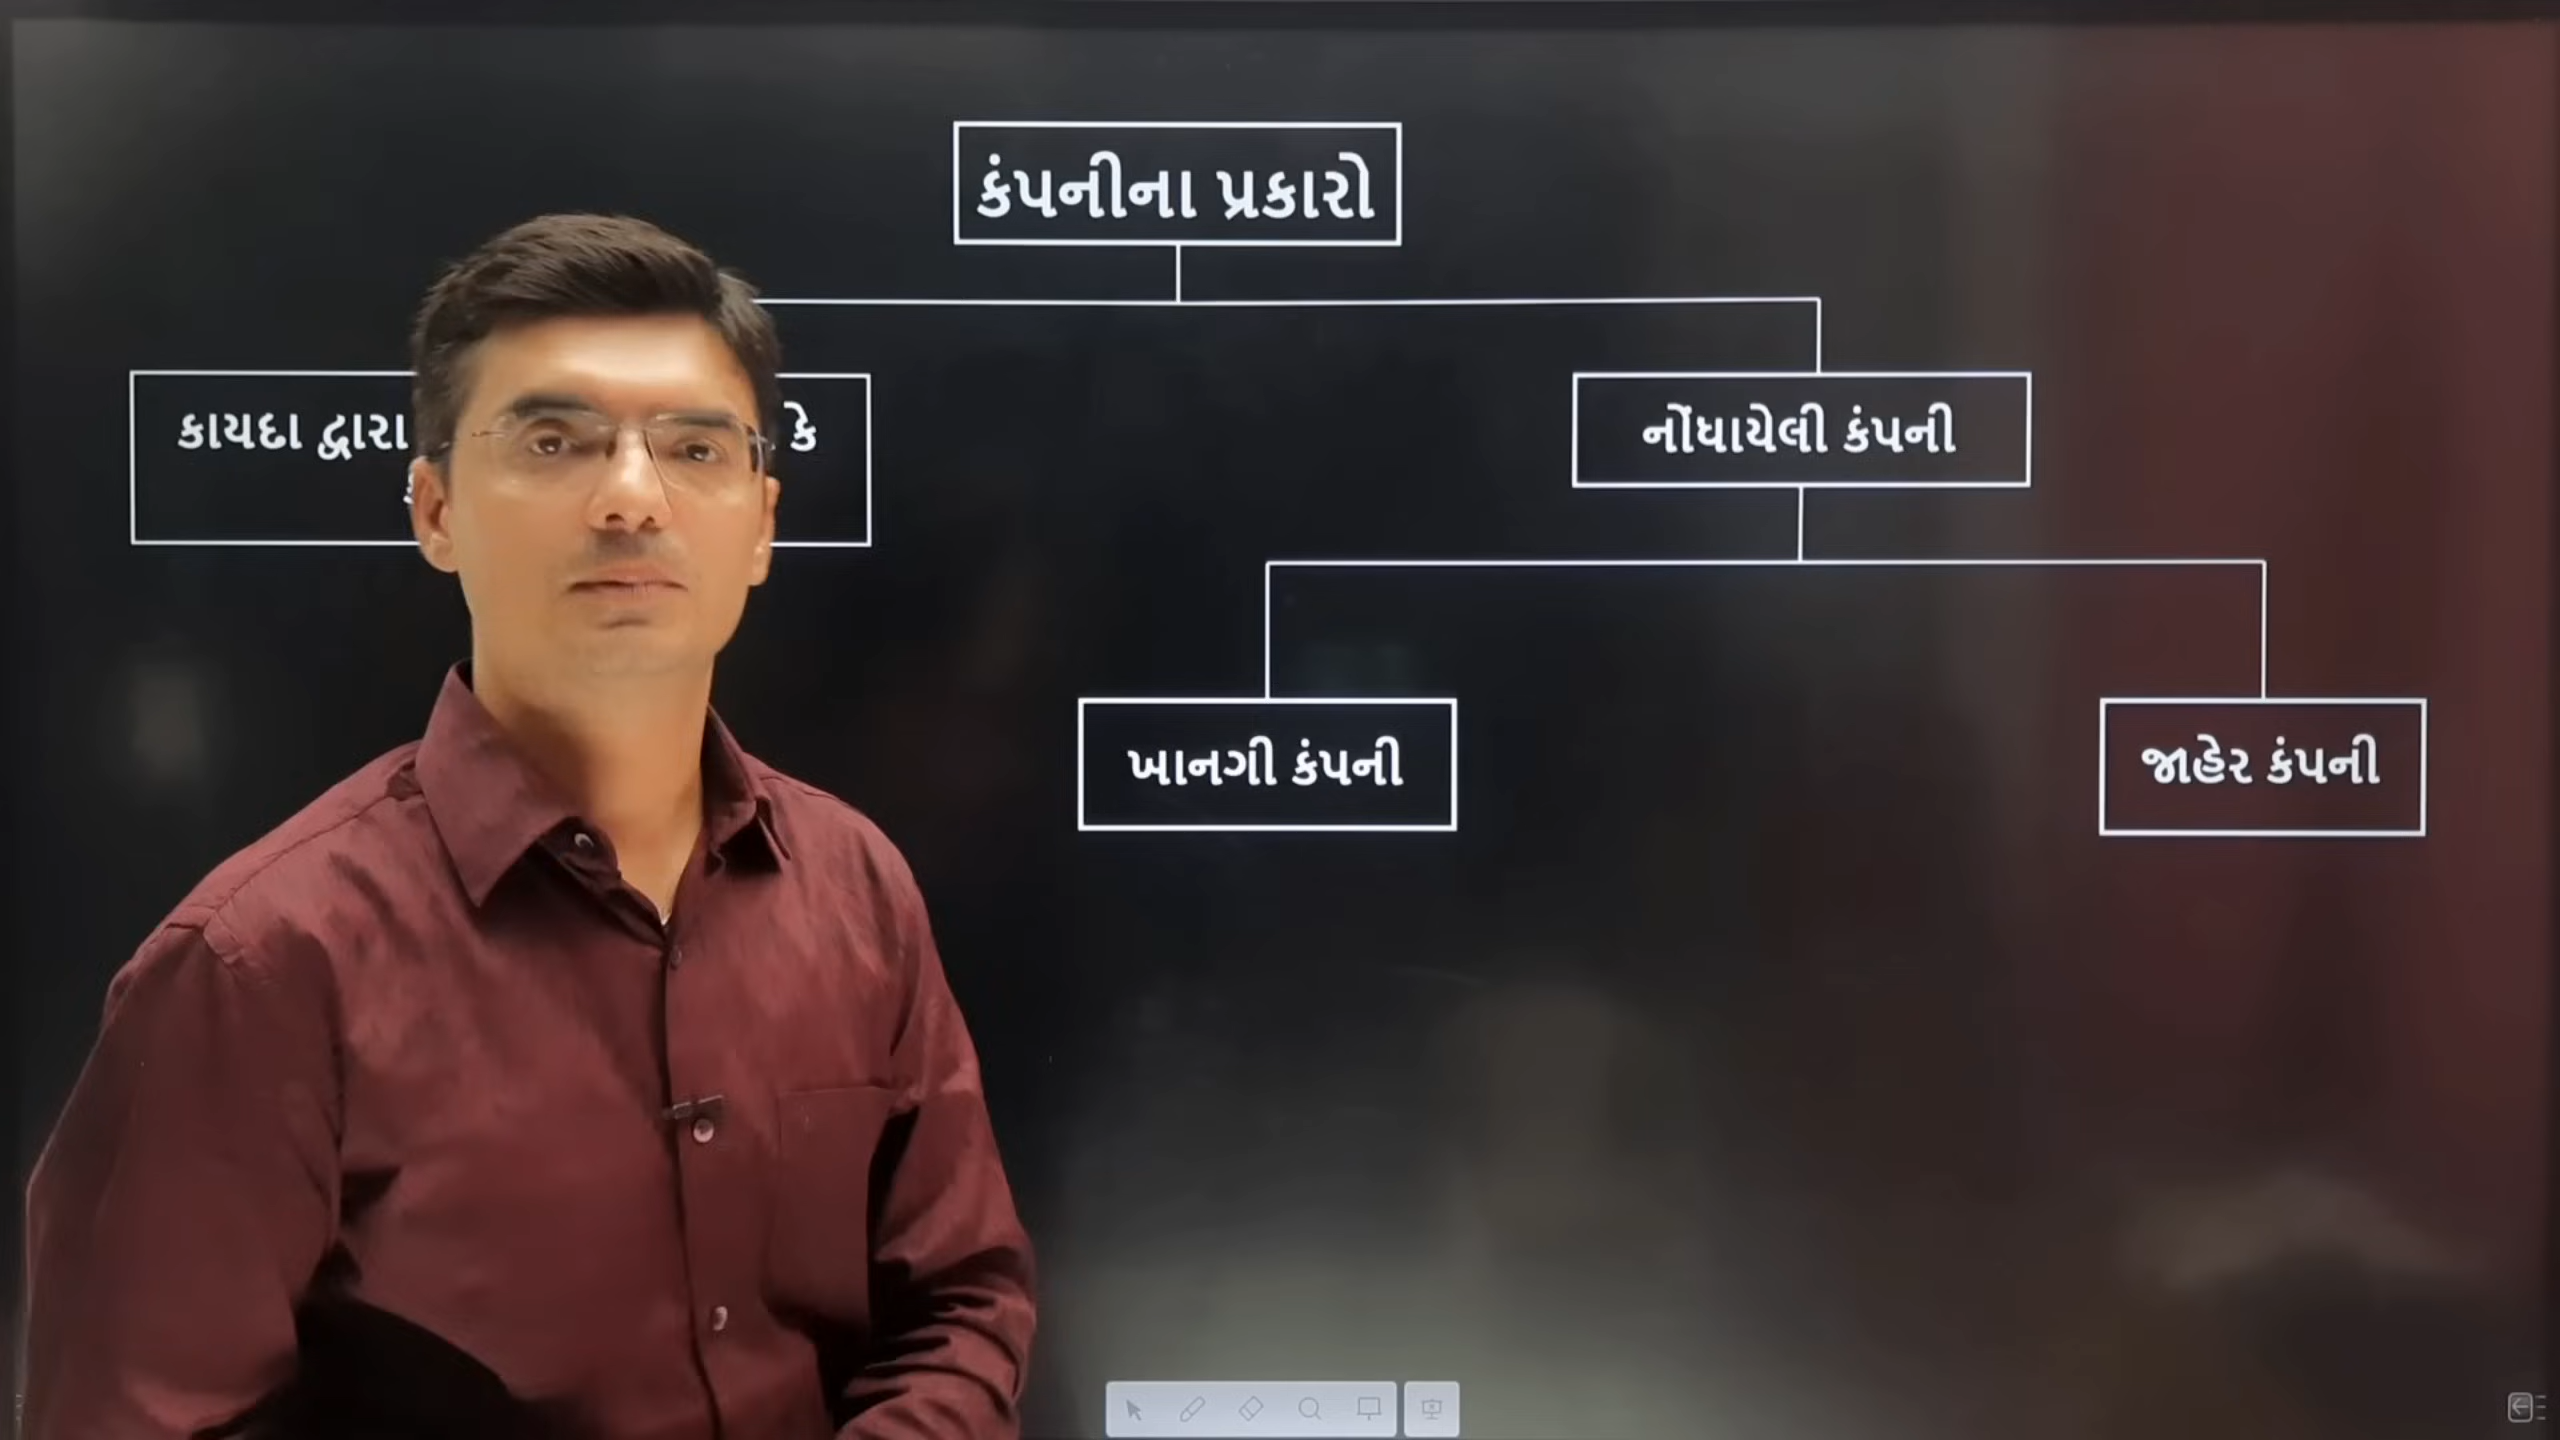 કંપનીના પ્રકારો
કાયદા દ્વારા કે
નોંધાયેલી કંપની
ખાનગી કંપની
જાહેર કંપની